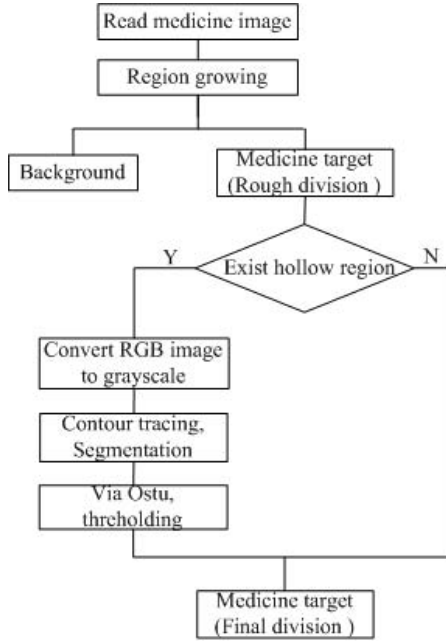 Read medicine image
Region growing
Background
Medicine target
(Rough division )
Y
Exist hollow region
N
Convert RGB image
to grayscale
Contour tracing,
Segmentation
Via Ostu,
threholding
Medicine target
(Final division )